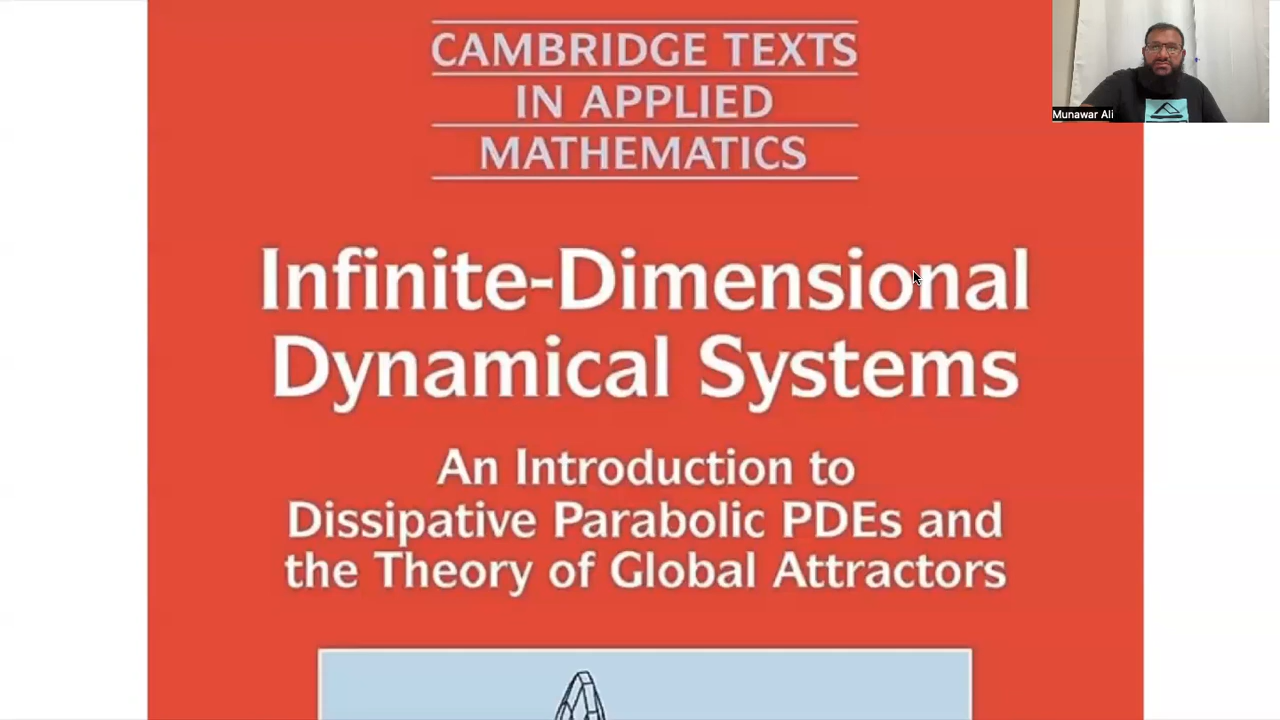 CAMBRIDGE TEXTS
IN APPLIED
MATHEMATICS
Infinite-Dimensional
Dynamical Systems
An Introduction to
Dissipative Parabolic PDEs and
the Theory of Global Attractors
Munawar Ali